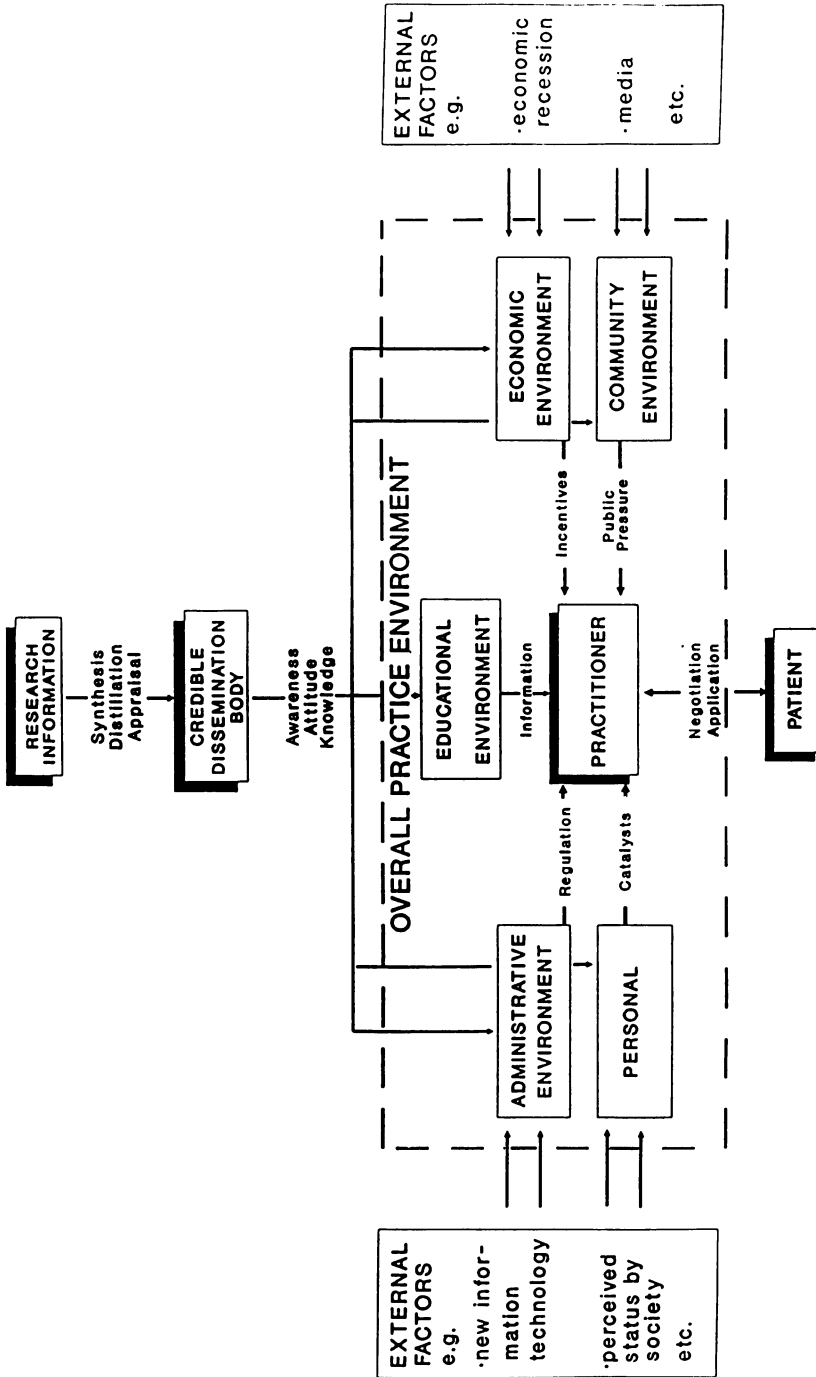 RESEARCH
INFORMATION
Synthesis
Distillation
Appraisal
CREDIBLE
DISSEMINATION
BODY
Awareness
Attitude
Knowledge
OVERALL PRACTICE ENVIRONMENT
EXTERNAL
FACTORS
e.g.
·new infor-
mation
technology
·perceived
status by
society
etc.
ADMINISTRATIVE
ENVIRONMENT
PERSONAL
Regulation
Catalysts
EDUCATIONAL
ENVIRONMENT
Information
PRACTITIONER
Incentives
Public
Pressure
ECONOMIC
ENVIRONMENT
COMMUNITY
ENVIRONMENT
EXTERNAL
FACTORS
e.g.
·economic
recession
·media
etc.
Negotiation
Application
PATIENT